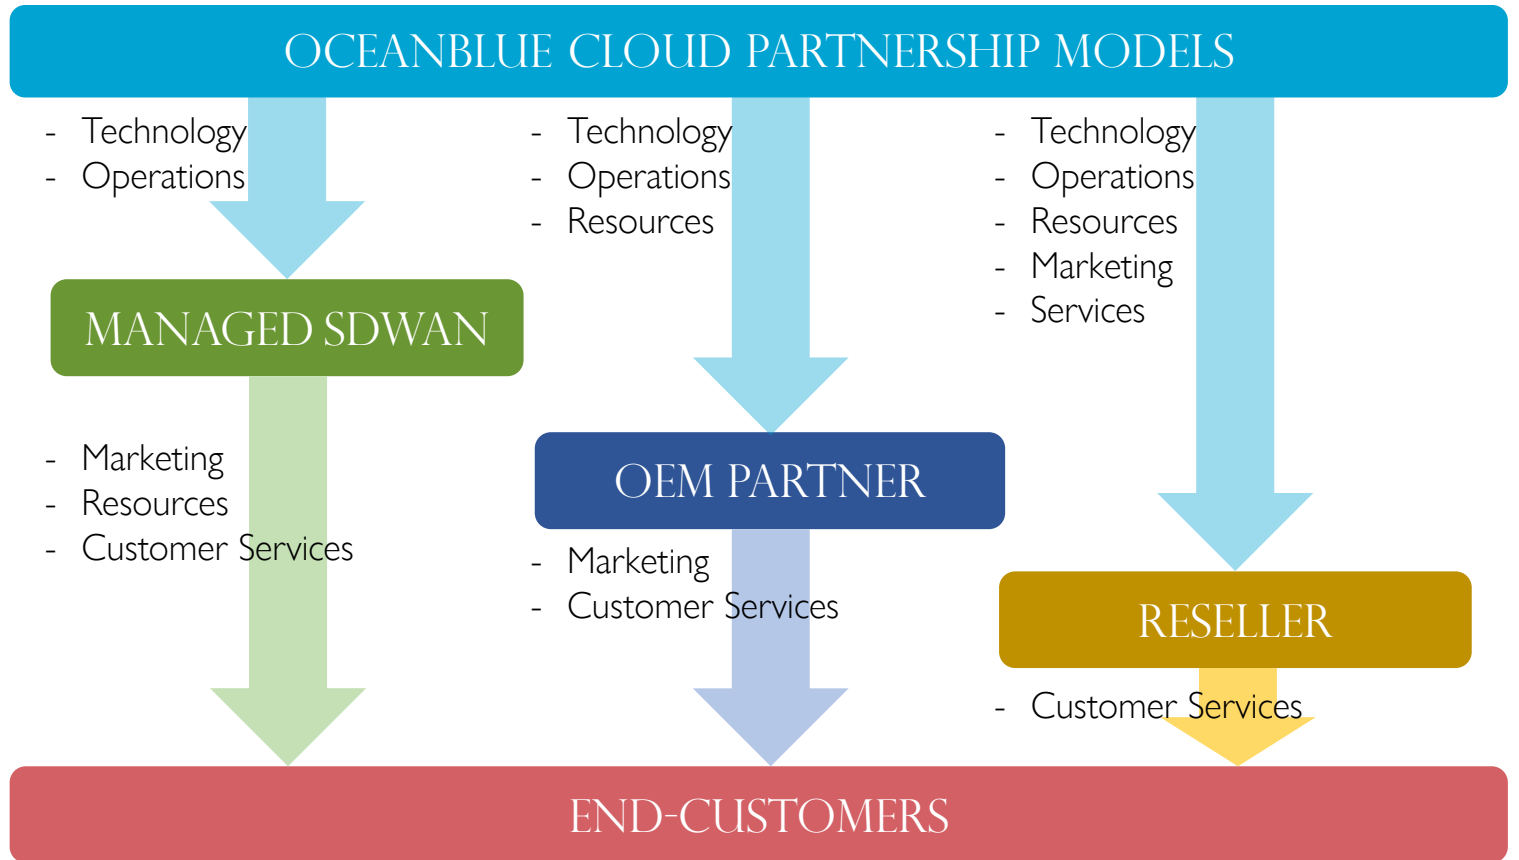 OCEANBLUE CLOUD PARTNERSHIP MODELS
- Technology
- Operations
- Technology
- Operations
- Resources
- Technology
- Operations
- Resources
- Marketing
- Services
MANAGED SDWAN
- Marketing
- Resources
- Customer Services
OEM PARTNER
- Marketing
- Customer Services
RESELLER
- Customer Services
END-CUSTOMERS